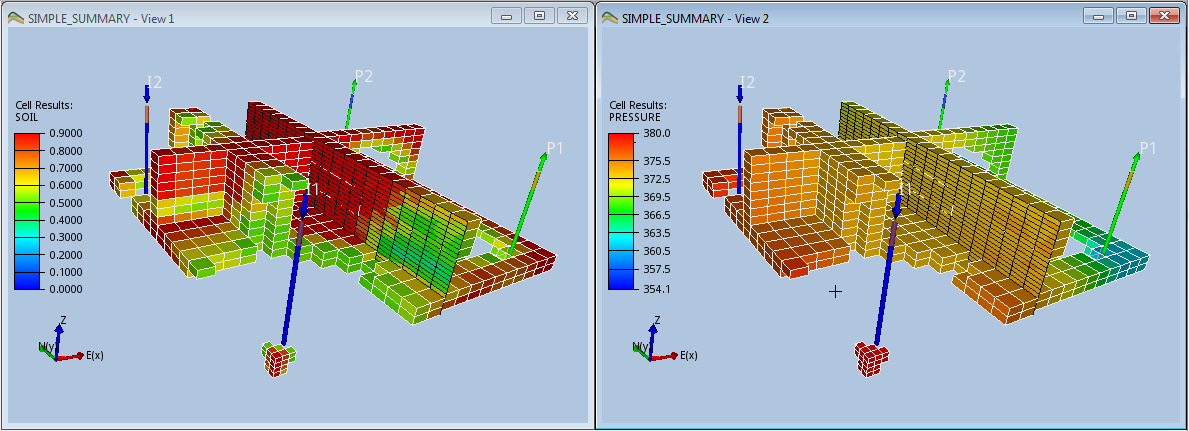 SIMPLE_SUMMARY - View 1
I2
P2
Cell Results:
SOIL
0.9000
0.8000
0.7000
0.6000
0.5000
0.4000
0.3000
0.2000
0.1000
0.0000
P1
I1
Z
N(y)
E(x)
SIMPLE_SUMMARY - View 2
I2
P2
Cell Results:
PRESSURE
380.0
375.5
372.5
369.5
366.5
363.5
360.5
357.5
354.1
P1
I1
Z
N(y)
E(x)